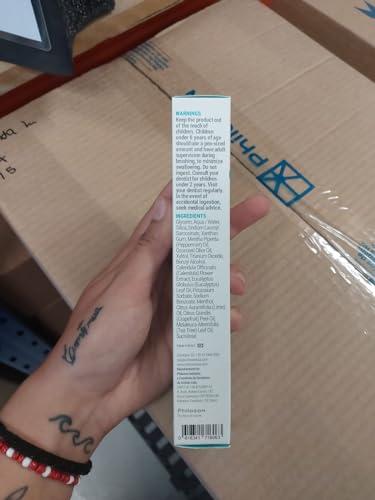 WARNINGS
Keep the product out
of the reach of
children. Children
under 6 years of age
should use a pea-sized
amount and have adult
supervision during
brushing, to minimize
swallowing. Do not
ingest. Consult your
dentist for children
under 2 years. Visit
your dentist regularly.
In the event of
accidental ingestion,
seek medical advice.
INGREDIENTS
Glycerin, Aqua / Water,
Silica, Sodium Lauroyl
Sarcosinate, Xanthan
Gum, Mentha Piperita
(Peppermint) Oil,
Ozonized Olive Oil,
Xylitol, Titanium Dioxide,
Benzyl Alcohol,
Calendula Officinalis
(Calendula) Flower
Extract, Eucalyptus
Globulus (Eucalyptus)
Leaf Oil, Potassium
Sorbate, Sodium
Benzoate, Menthol,
Citrus Aurantifolia (Lime)
Oil, Citrus Grandis
(Grapefruit) Peel Oil,
Melaleuca Alternifolia
(Tea Tree) Leaf Oil,
Sucralose.
Philozon
Phil